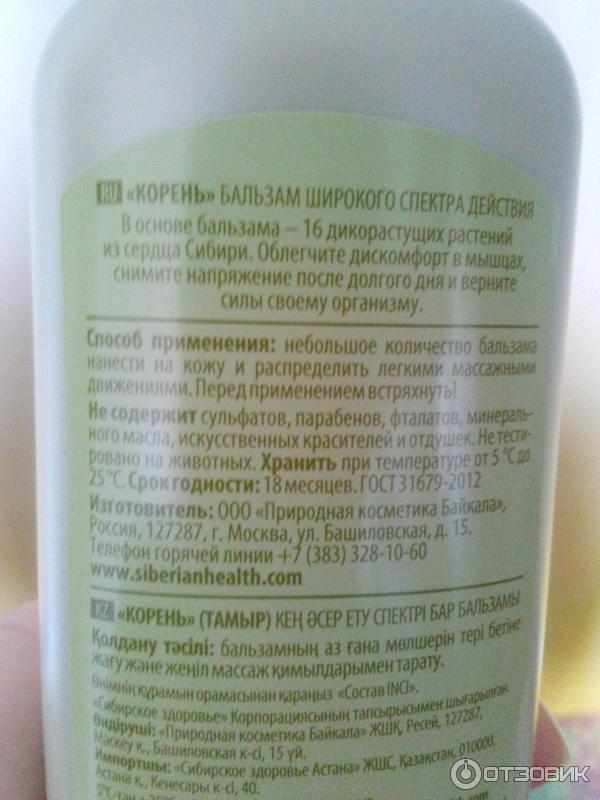 RU «КОРЕНЬ» БАЛЬЗАМ ШИРОКОГО СПЕКТРА ДЕЙСТВИЯ
В основе бальзама – 16 дикорастущих растений
из сердца Сибири. Облегчите дискомфорт в мышцах,
снимите напряжение после долгого дня и верните
силы своему организму.
Способ применения: небольшое количество бальзама
нанести на кожу и распределить легкими массажными
движениями. Перед применением встряхнуть!
Не содержит сульфатов, парабенов, фталатов, минераль-
ного масла, искусственных красителей и отдушек. Не тести-
ровано на животных. Хранить при температуре от 5 °C до
25 °C. Срок годности: 18 месяцев. ГОСТ 31679-2012
Изготовитель: ООО «Природная косметика Байкала»,
Россия, 127287, г. Москва, ул. Башиловская, д. 15.
Телефон горячей линии +7 (383) 328-10-60
www.siberianhealth.com
KZ «КОРЕНЬ» (ТАМЫР) КЕҢ ӘСЕР ЕТУ СПЕКТРІ БАР БАЛЬЗАМЫ
Қолдану тәсілі: бальзамның аз ғана мөлшерін тері бетіне
жағу және жеңіл массаж қимылдарымен тарату.
Өнімнің құрамын орамасынан қараңыз «Состав INCI».
«Сибирское здоровье» Корпорациясының тапсырысымен шығарылған.
Өндіруші: «Природная косметика Байкала» ЖШҚ, Ресей, 127287,
Мәскеу қ., Башиловская к-сі, 15 үй.
Импортшы: «Сибирское здоровье Астана» ЖШС, Қазақстан, 010000,
Астана қ., Кенесары к-сі, 40.
5°C-тан
ОТЗОВИК